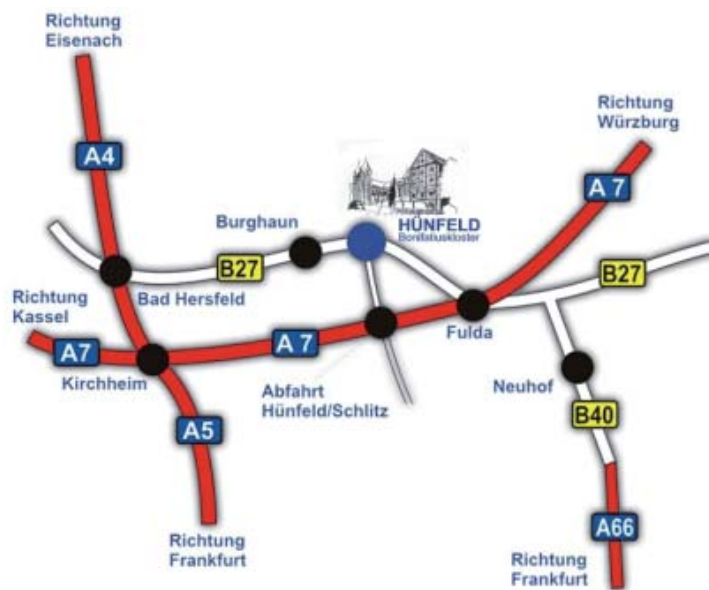 Richtung
Eisenach
Richtung
Würzburg
A4
A 7
HÜNFELD
Bonifatiuskloster
Burghaun
B27
B27
Bad Hersfeld
Richtung
Kassel
A7
A 7
Fulda
Kirchheim
Abfahrt
Hünfeld/Schlitz
Neuhof
A5
B40
A66
Richtung
Frankfurt
Richtung
Frankfurt